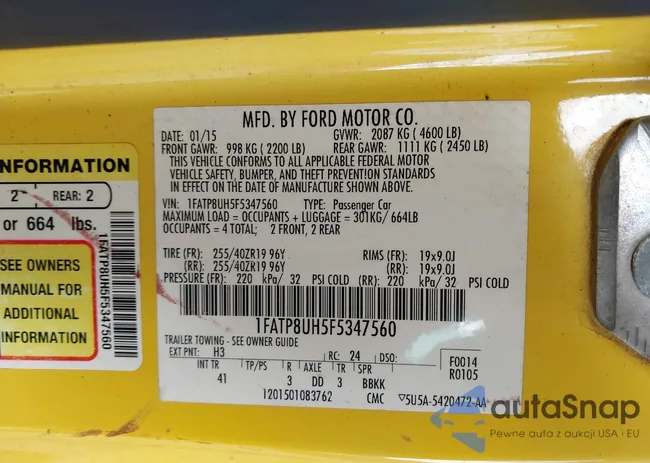 MFD. BY FORD MOTOR CO.
DATE: 01/15 GVWR: 2087 KG (4600 LB)
FRONT GAWR: 998 KG (2200 LB) REAR GAWR: 1111 KG (2450 LB)
THIS VEHICLE CONFORMS TO ALL APPLICABLE FEDERAL MOTOR
VEHICLE SAFETY, BUMPER, AND THEFT PREVENTION STANDARDS
IN EFFECT ON THE DATE OF MANUFACTURE SHOWN ABOVE.
VIN: 1FATP8UH5F5347560 TYPE: Passenger Car
MAXIMUM LOAD = OCCUPANTS + LUGGAGE = 301KG/ 664LB
OCCUPANTS = 4 TOTAL; 2 FRONT, 2 REAR
TIRE (FR): 255/40ZR19 96Y RIMS (FR): 19x9.0J
(RR): 255/40ZR19 96Y (RR): 19x9.0J
PRESSURE (FR): 220 kPa/ 32 PSI COLD (RR): 220 kPa/ 32 PSI COLD
1FATP8UH5F5347560
TRAILER TOWING - SEE OWNER GUIDE
EXT PNT: H3 RC: 24 F0014
R0105
INT TR TP/PS R AXLE TR SPR
41 3 DD 3 BBKK
1201501083762 CMC 5U5A-5420472-AA
INFORMATION
2 REAR: 2
or 664 lbs.
SEE OWNERS
MANUAL FOR
ADDITIONAL
INFORMATION
1FATP8UH5F5347560
autoSnap
Pewne auta z aukcji USA i EU